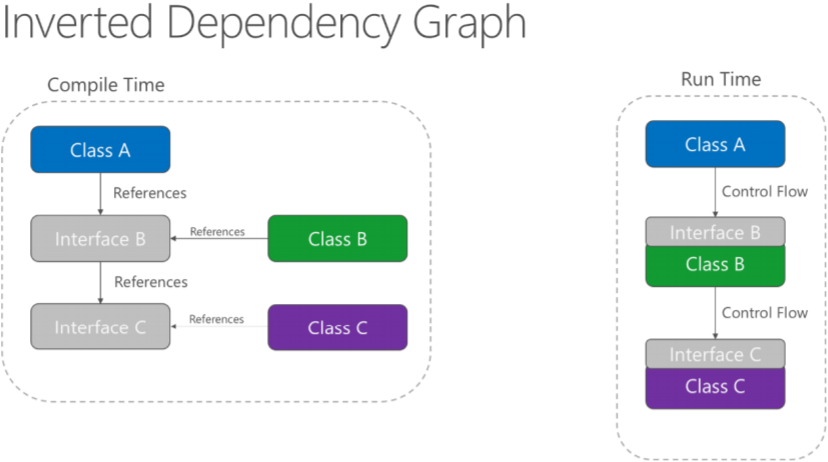 Inverted Dependency Graph
Compile Time
Class A
References
Interface B
References
Class B
References
Interface C
References
Class C
Run Time
Class A
Control Flow
Interface B
Class B
Control Flow
Interface C
Class C